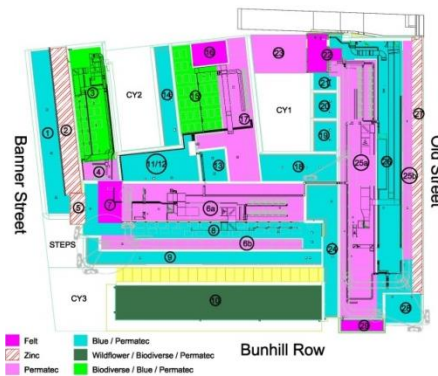 16
23
22
3
CY2
14
15
CY1
21
20
1
2
17
19
25a
26
27
25b
4
11/12
13
18
Banner Street
Old Street
5
7
6a
8
STEPS
6b
24
9
CY3
10
28
29
Bunhill Row
Felt
Zinc
Permatec
Blue / Permatec
Wildflower / Biodiverse / Permatec
Biodiverse / Blue / Permatec